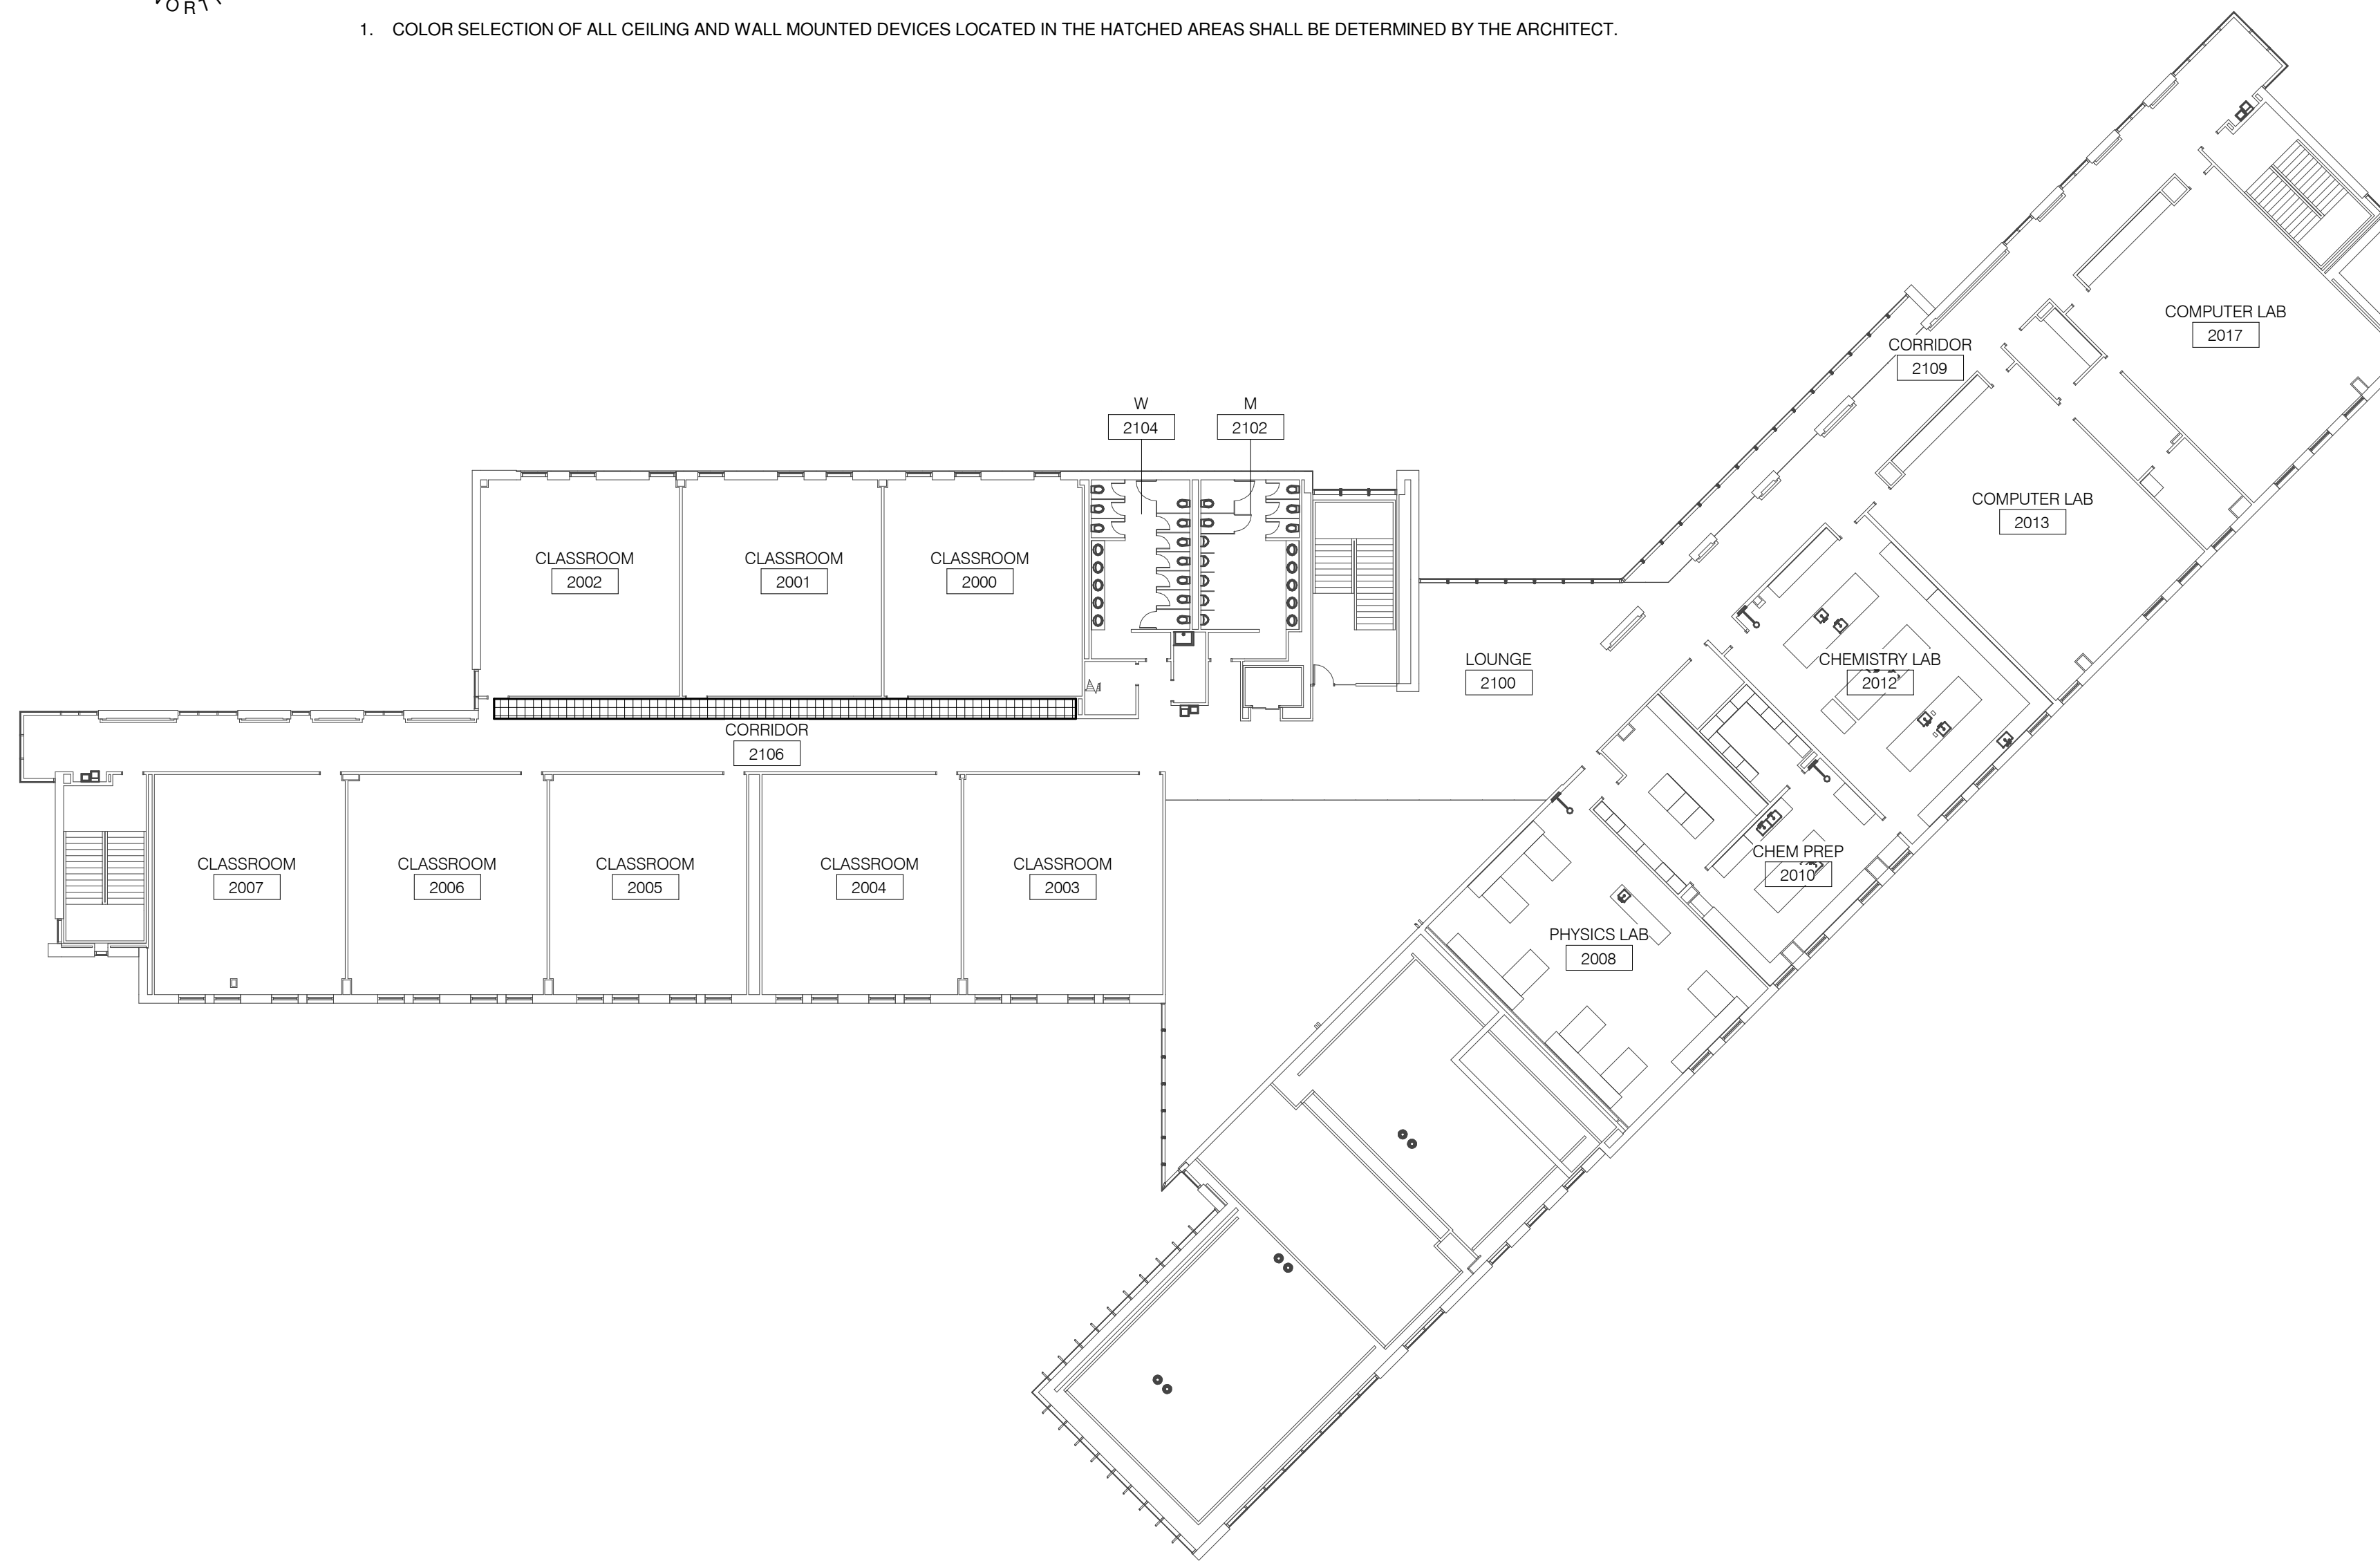 1. COLOR SELECTION OF ALL CEILING AND WALL MOUNTED DEVICES LOCATED IN THE HATCHED AREAS SHALL BE DETERMINED BY THE ARCHITECT.
COMPUTER LAB
2017
CORRIDOR
2109
W
2104
M
2102
COMPUTER LAB
2013
CLASSROOM
2002
CLASSROOM
2001
CLASSROOM
2000
LOUNGE
2100
CHEMISTRY LAB
2012
CORRIDOR
2106
CLASSROOM
2007
CLASSROOM
2006
CLASSROOM
2005
CLASSROOM
2004
CLASSROOM
2003
CHEM PREP
2010
PHYSICS LAB
2008